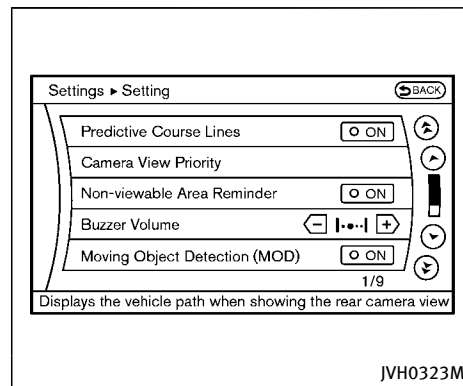 Settings ▸ Setting BACK
Predictive Course Lines ON
Camera View Priority
Non-viewable Area Reminder ON
Buzzer Volume − +
Moving Object Detection (MOD) ON
1/9
Displays the vehicle path when showing the rear camera view
JVH0323M